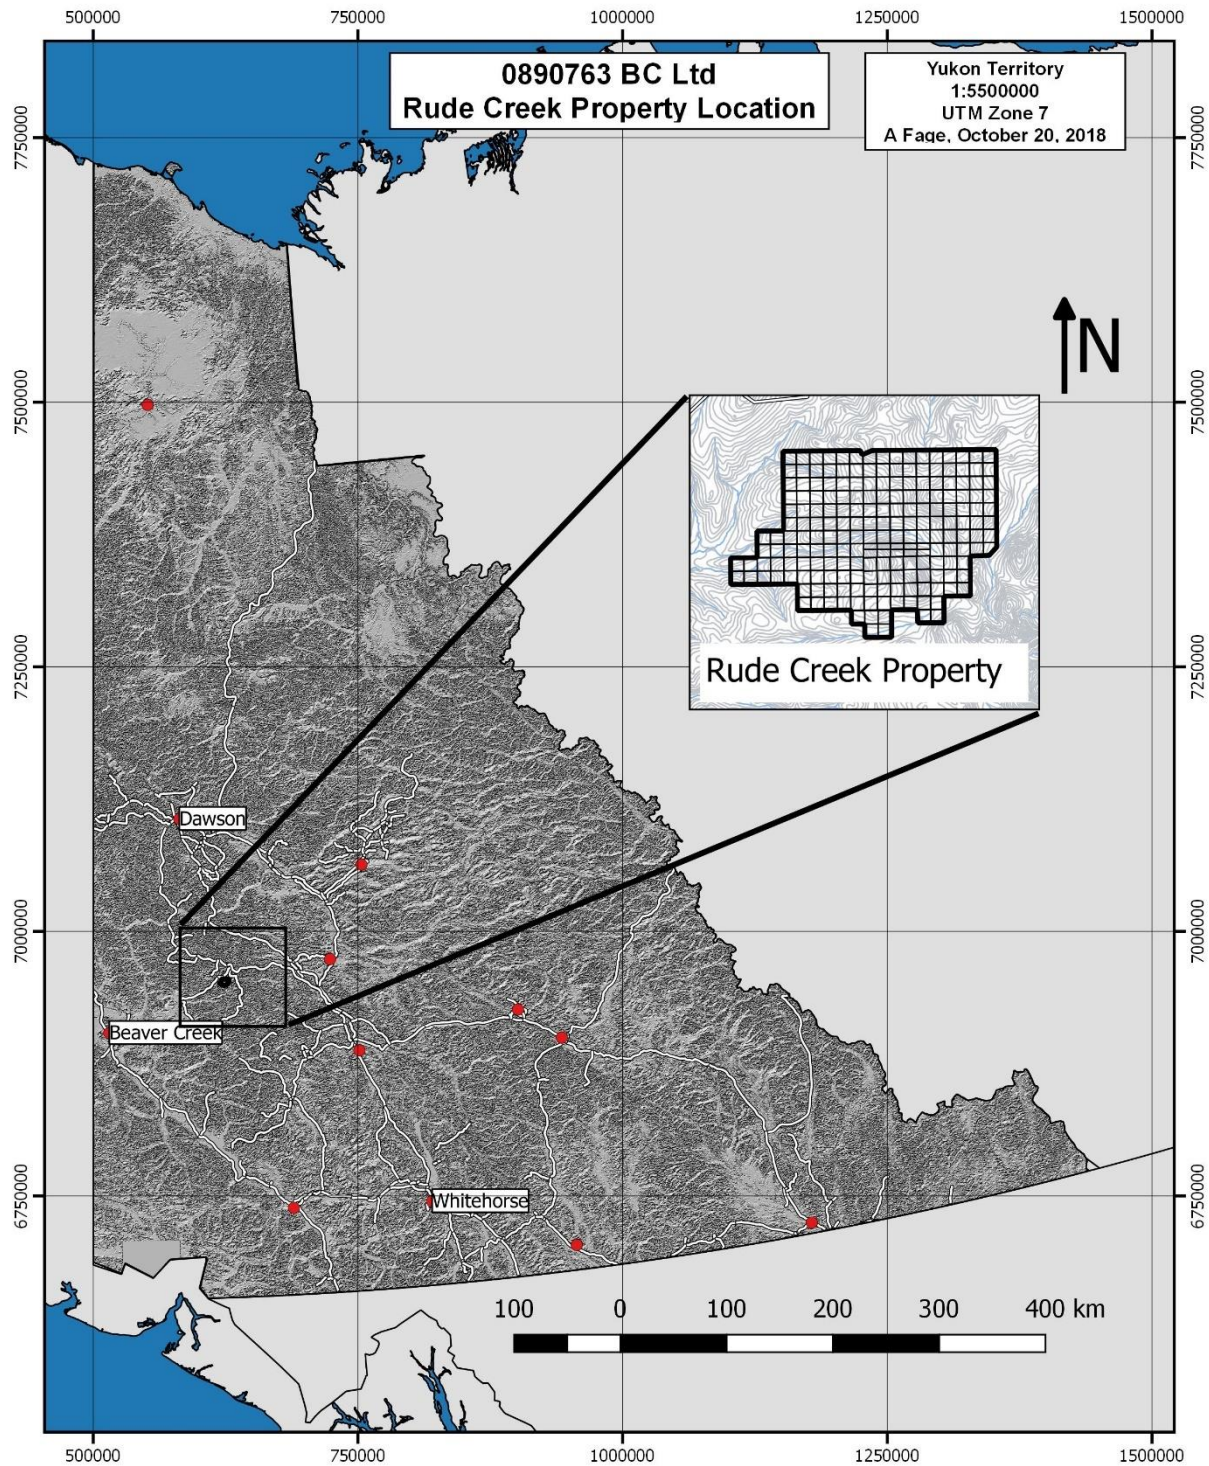 500000 750000 1000000 1250000 1500000
0890763 BC Ltd
Rude Creek Property Location
Yukon Territory
1:5500000
UTM Zone 7
A Fage, October 20, 2018
7750000 7750000
N
7500000 7500000
Rude Creek Property
7250000 7250000
Dawson
7000000 7000000
Beaver Creek
Whitehorse
6750000 6750000
100 0 100 200 300 400 km
500000 750000 1000000 1250000 1500000